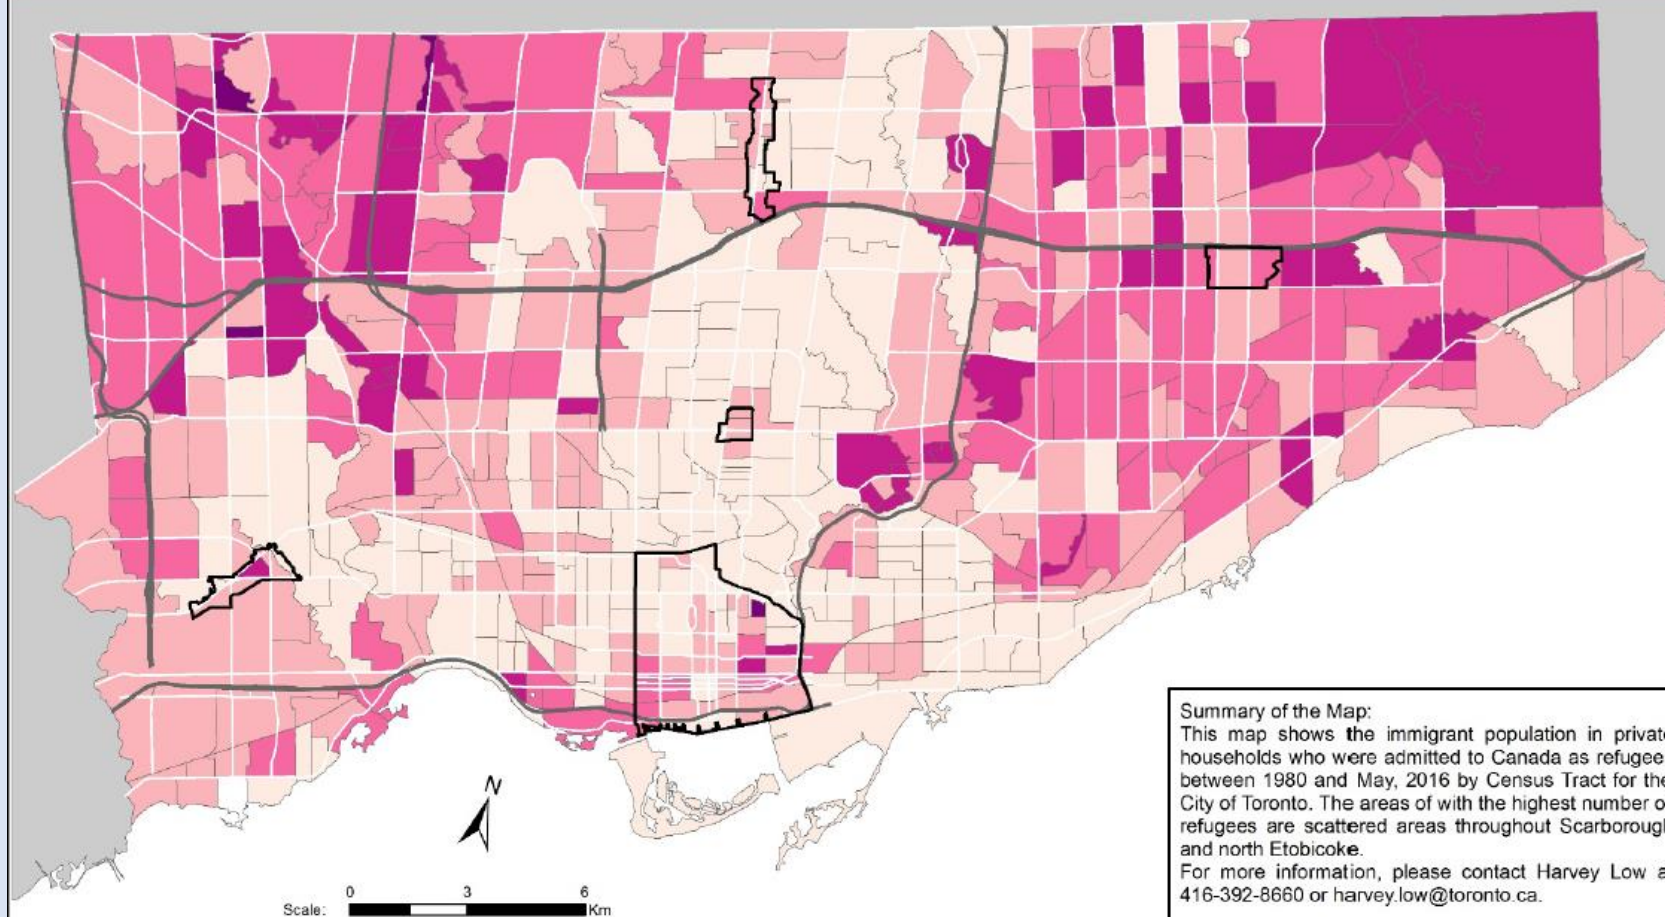 N
Scale:
0 3 6
Km
Summary of the Map:
This map shows the immigrant population in private
households who were admitted to Canada as refugee
between 1980 and May, 2016 by Census Tract for the
City of Toronto. The areas of with the highest number o
refugees are scattered areas throughout Scarborough
and north Etobicoke.
For more information, please contact Harvey Low a
416-392-8660 or harvey.low@toronto.ca.